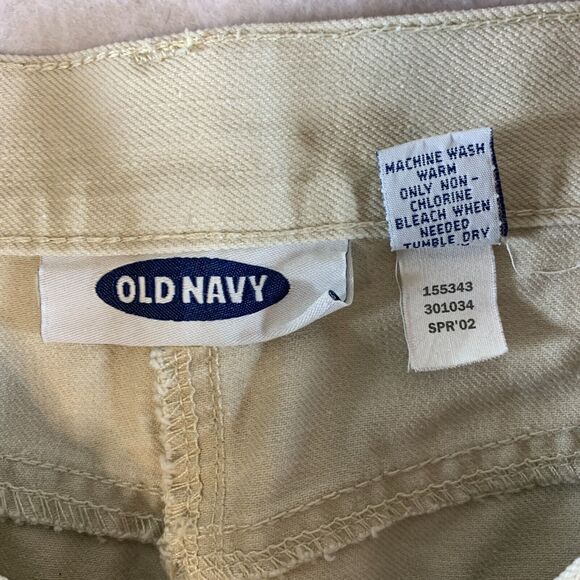 MACHINE WASH
WARM
ONLY NON-
CHLORINE
BLEACH WHEN
NEEDED
TUMBLE DRY
OLD NAVY
155343
301034
SPR'02